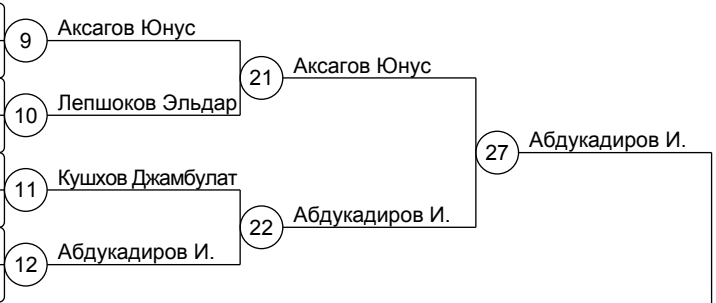 9 Аксагов Юнус
21 Аксагов Юнус
10 Лепшоков Эльдар
27 Абдукадиров И.
11 Кушхов Джамбулат
22 Абдукадиров И.
12 Абдукадиров И.